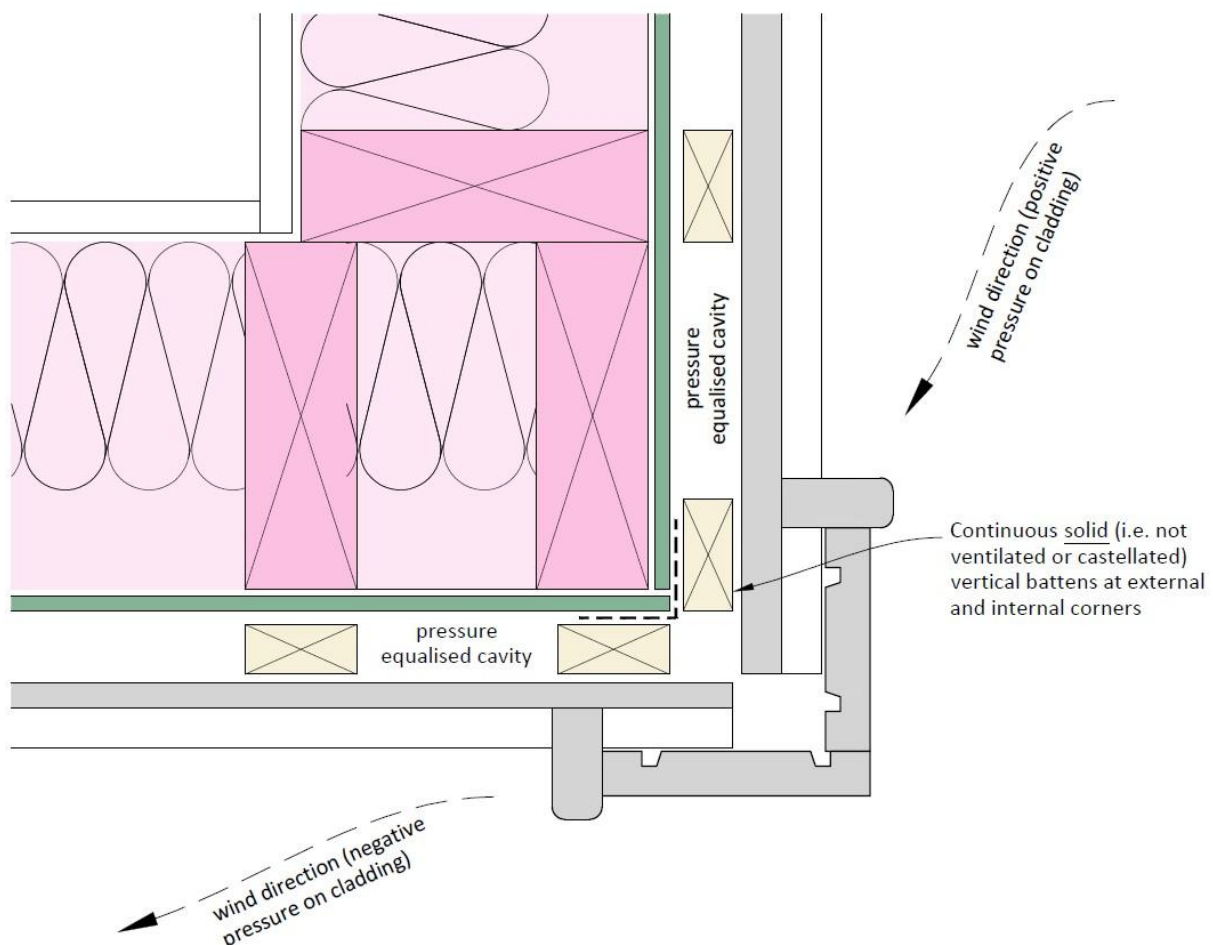 wind direction (positive
pressure on cladding)
pressure
equalised cavity
Continuous solid (i.e. not
ventilated or castellated)
vertical battens at external
and internal corners
pressure
equalised cavity
wind direction (negative
pressure on cladding)